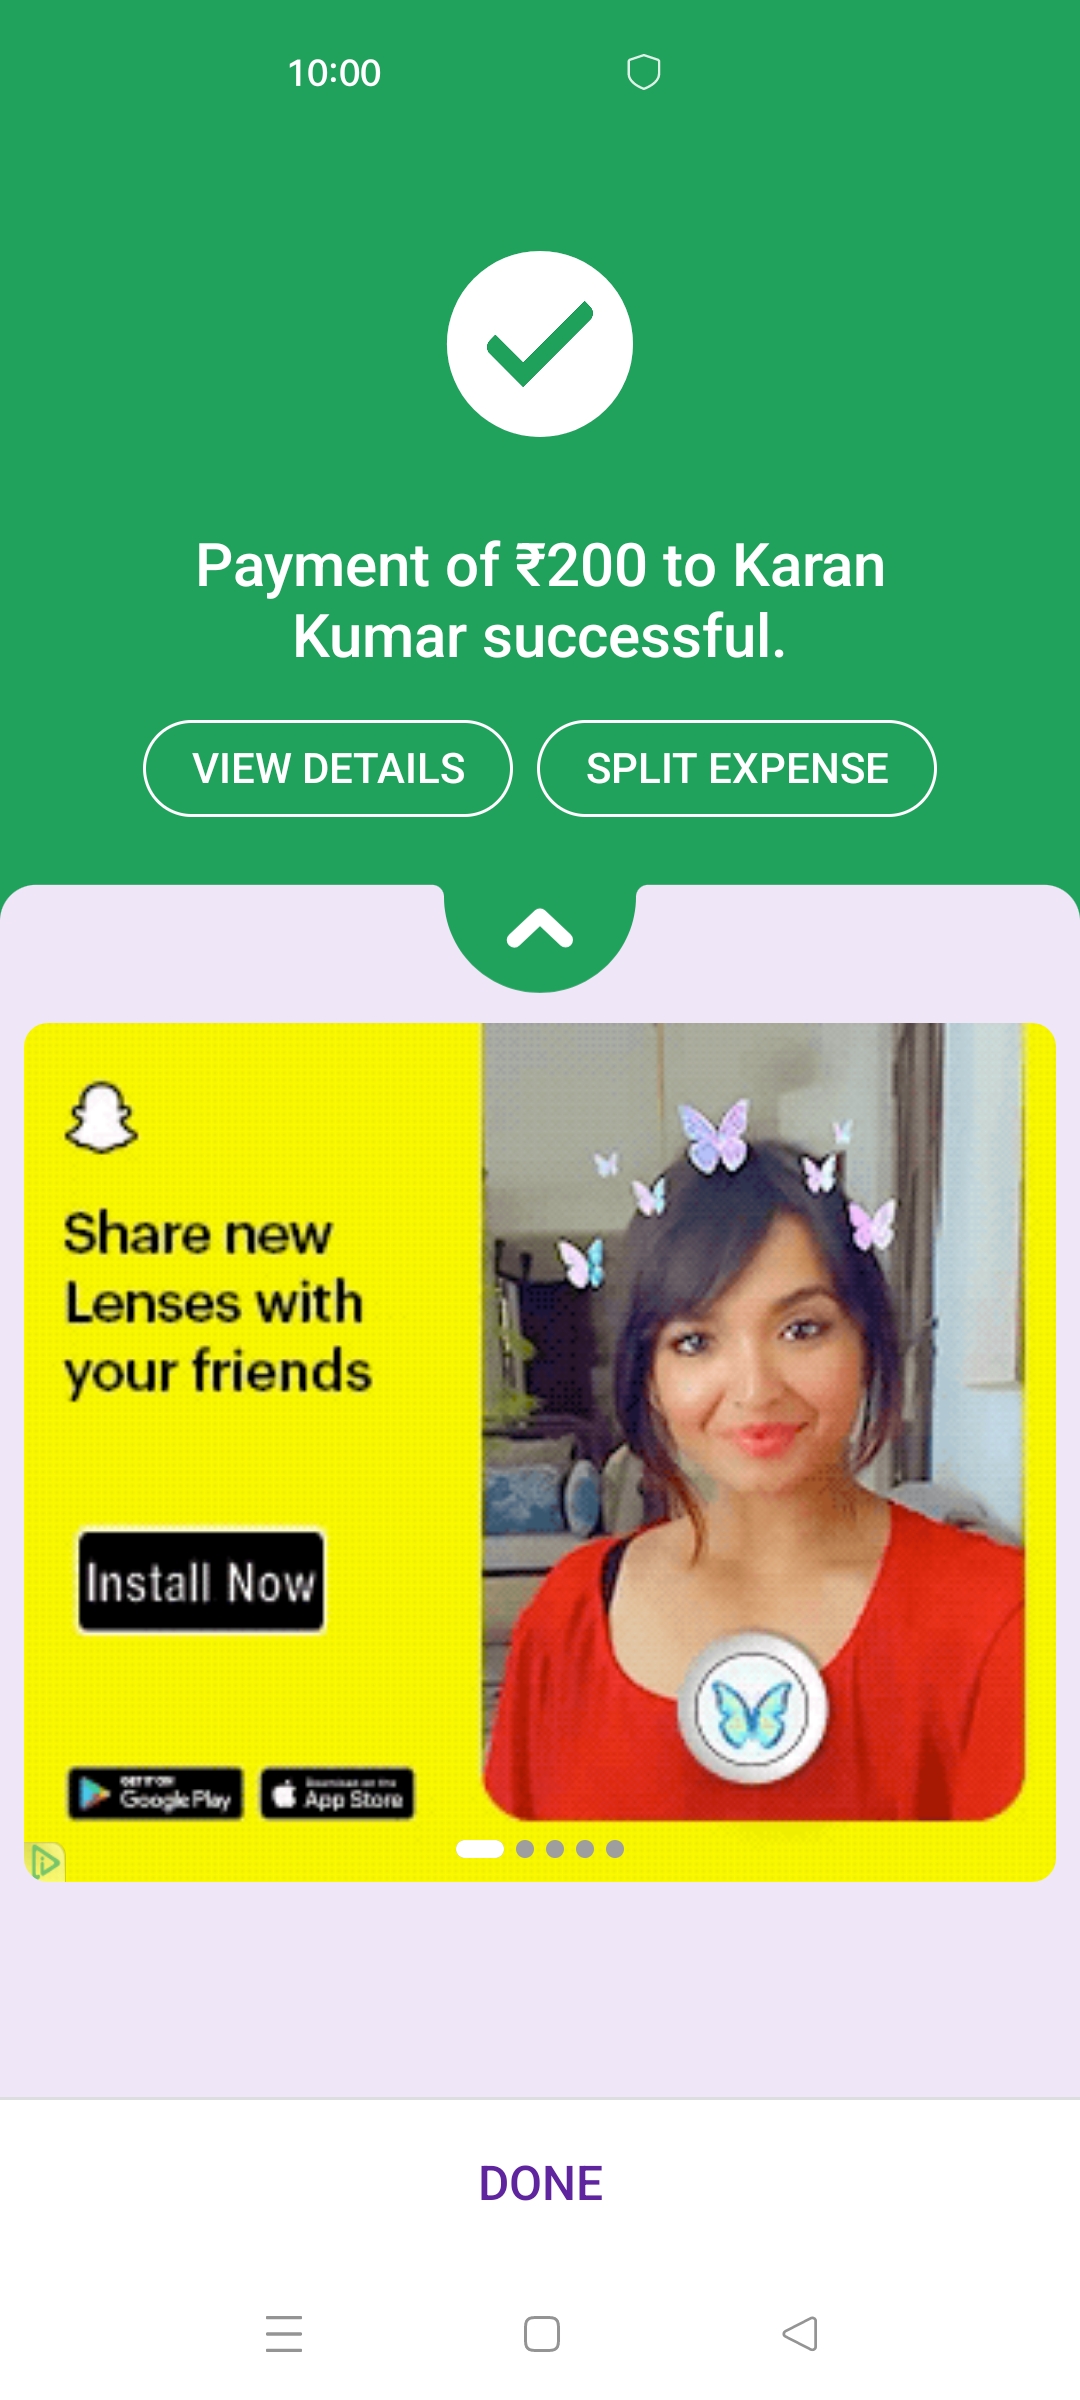 10:00
Payment of ₹200 to Karan
Kumar successful.
VIEW DETAILS
SPLIT EXPENSE
Share new
Lenses with
your friends
Install Now
GET IT ON
Google Play
Download on the
App Store
DONE